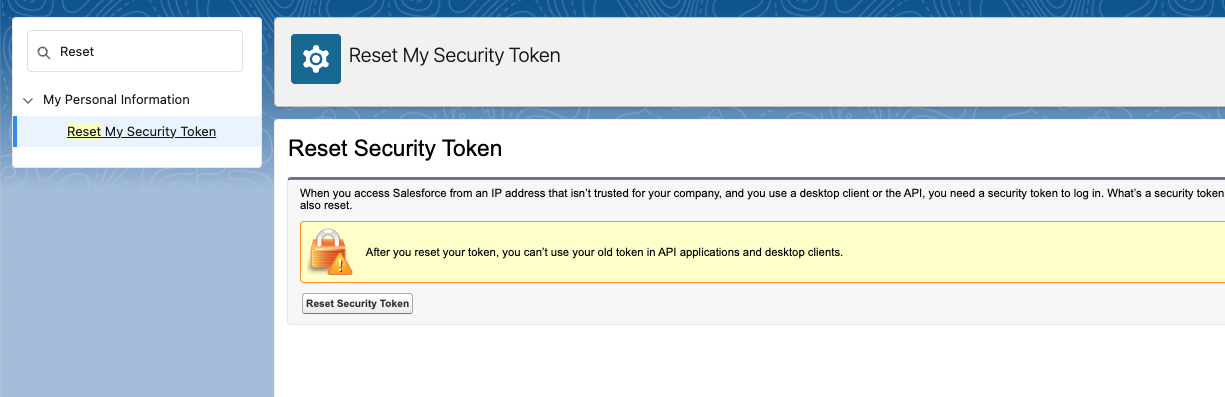 Reset
My Personal Information
Reset My Security Token
Reset My Security Token
Reset Security Token
When you access Salesforce from an IP address that isn't trusted for your company, and you use a desktop client or the API, you need a security token to log in. What's a security token
also reset.
After you reset your token, you can't use your old token in API applications and desktop clients.
Reset Security Token